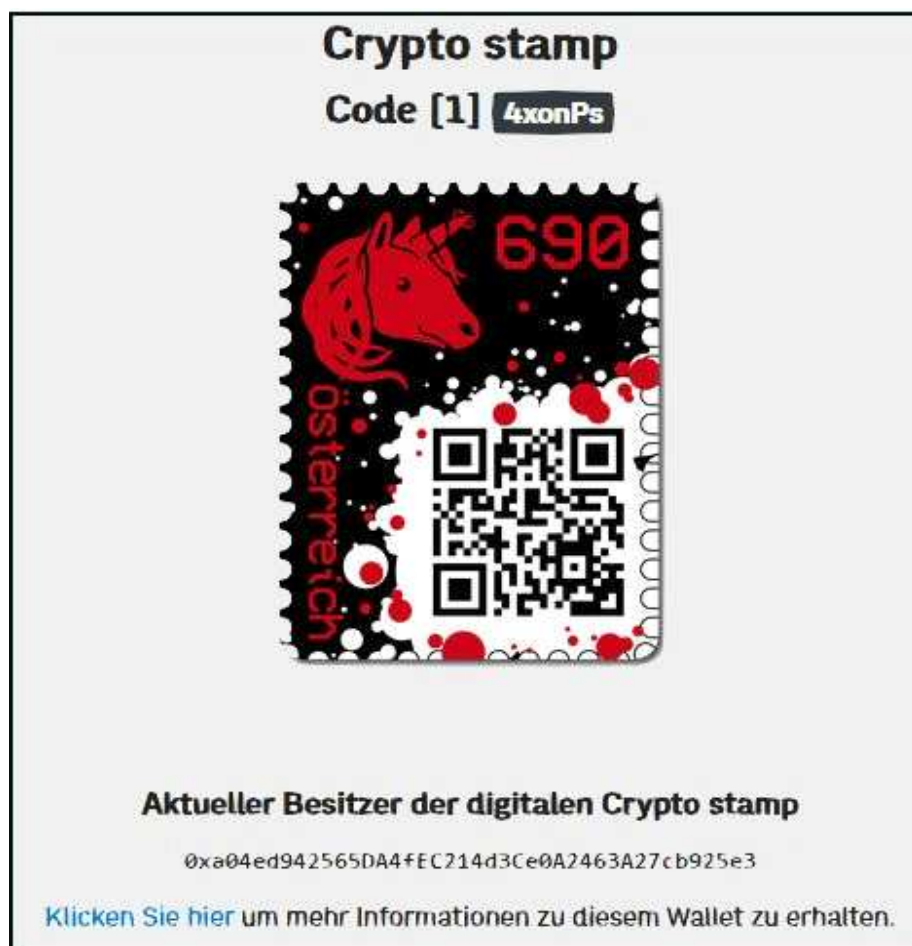 Crypto stamp
Code [1] 4xonPs
690
österreich
Aktueller Besitzer der digitalen Crypto stamp
0xa04ed942565DA4fEC214d3Ce0A2463A27cb925e3
Klicken Sie hier um mehr Informationen zu diesem Wallet zu erhalten.